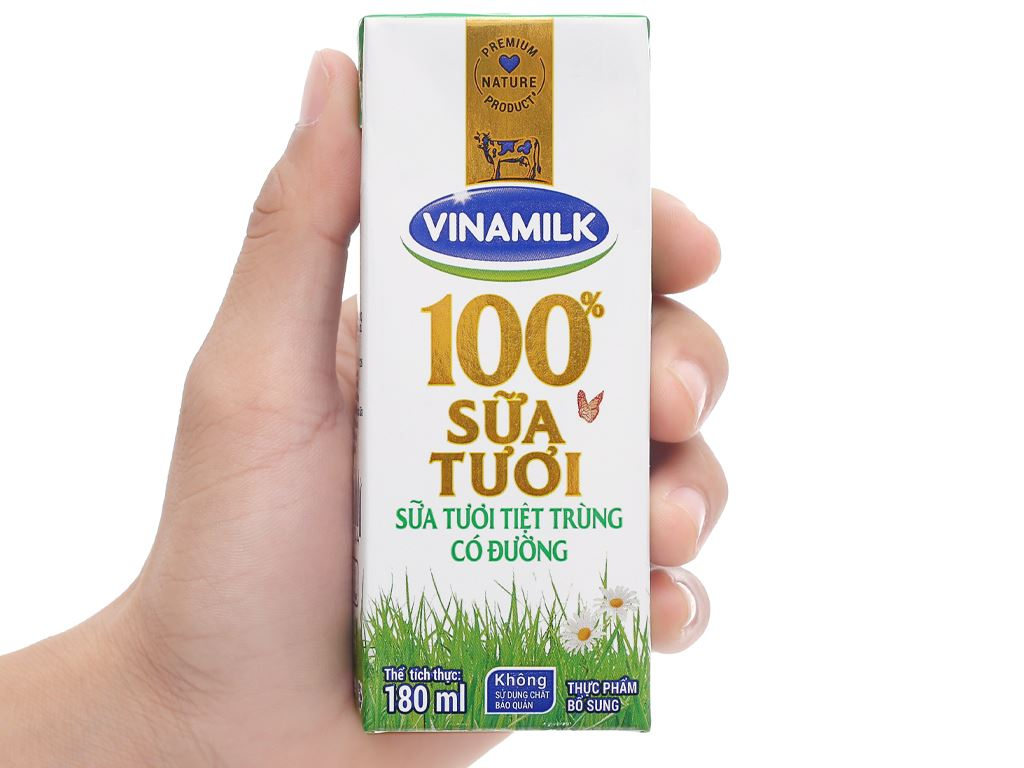 PREMIUM
NATURE
PRODUCT
VINAMILK
100%
SỮA
TƯƠI
SỮA TƯƠI TIỆT TRÙNG
CÓ ĐƯỜNG
Thể tích thực:
180 ml
Không
SỬ DỤNG CHẤT
BẢO QUẢN
THỰC PHẨM
BỔ SUNG